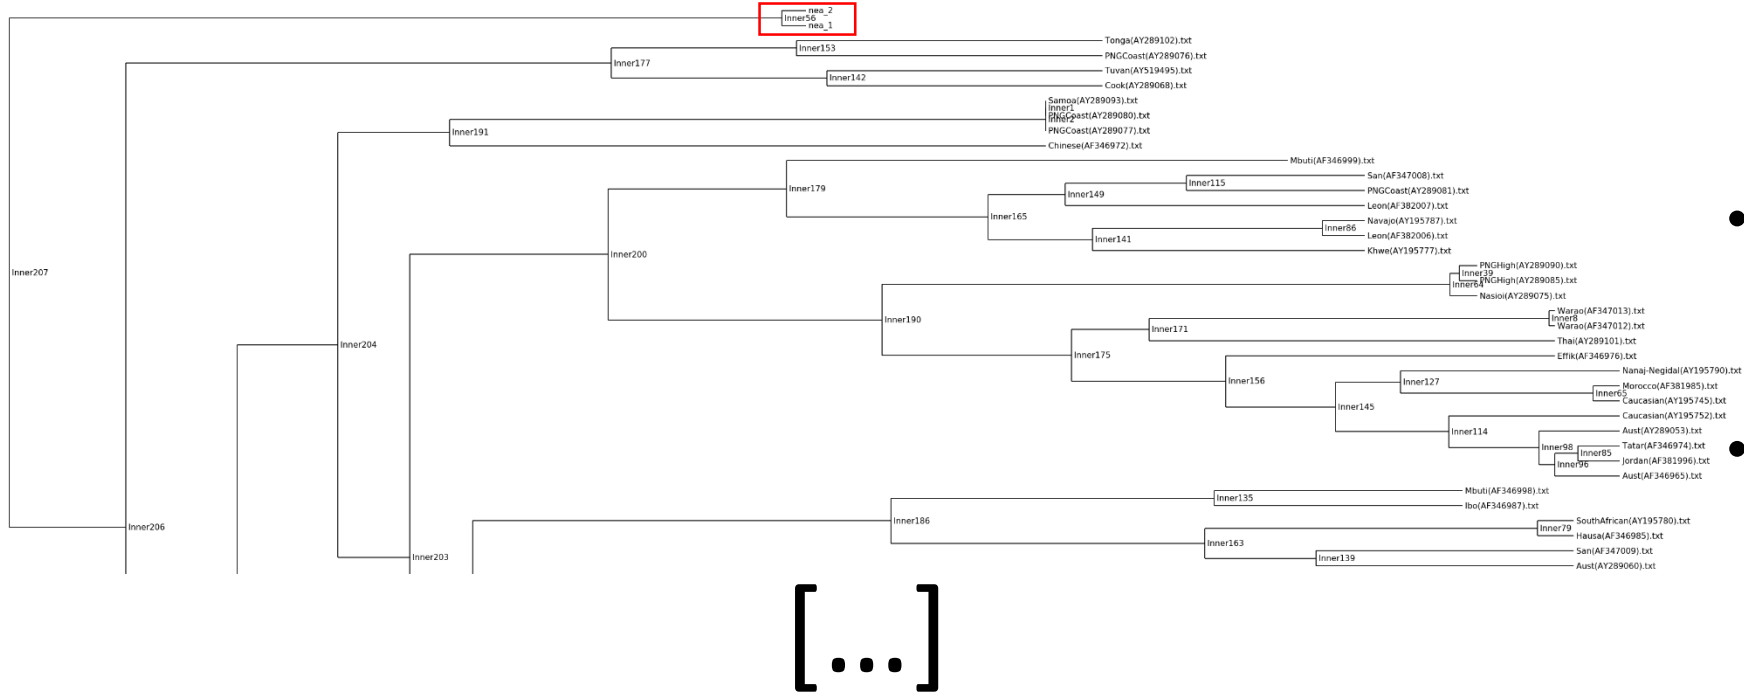 nea_2
Inner56
nea_1
Tonga(AY289102).txt
Inner153
PNGCoast(AY289076).txt
Inner177
Tuvan(AY519495).txt
Inner142
Cook(AY289068).txt
Samoa(AY289093).txt
Inner1
PNGCoast(AY289080).txt
Inner2
PNGCoast(AY289077).txt
Inner191
Chinese(AF346972).txt
Mbuti(AF346999).txt
San(AF347008).txt
Inner115
Inner179
PNGCoast(AY289081).txt
Inner149
Leon(AF382007).txt
Inner165
Navajo(AY195787).txt
Inner86
Leon(AF382006).txt
Inner141
Khwe(AY195777).txt
Inner200
PNGHigh(AY289090).txt
Inner39
Inner207
PNGHigh(AY289085).txt
Inner64
Nasioi(AY289075).txt
Warao(AF347013).txt
Inner8
Inner190
Warao(AF347012).txt
Inner171
Thai(AY289101).txt
Inner204
Inner175
Effik(AF346976).txt
Nanaj-Negidal(AY195790).txt
Inner156
Inner127
Morocco(AF381985).txt
Inner65
Caucasian(AY195745).txt
Inner145
Caucasian(AY195752).txt
Inner114
Aust(AY289053).txt
Inner98
Tatar(AF346974).txt
Inner85
Jordan(AF381996).txt
Inner96
Aust(AF346965).txt
Mbuti(AF346998).txt
Inner135
Ibo(AF346987).txt
Inner186
SouthAfrican(AY195780).txt
Inner206
Inner79
Hausa(AF346985).txt
Inner163
San(AF347009).txt
Inner203
Inner139
Aust(AY289060).txt
[...]